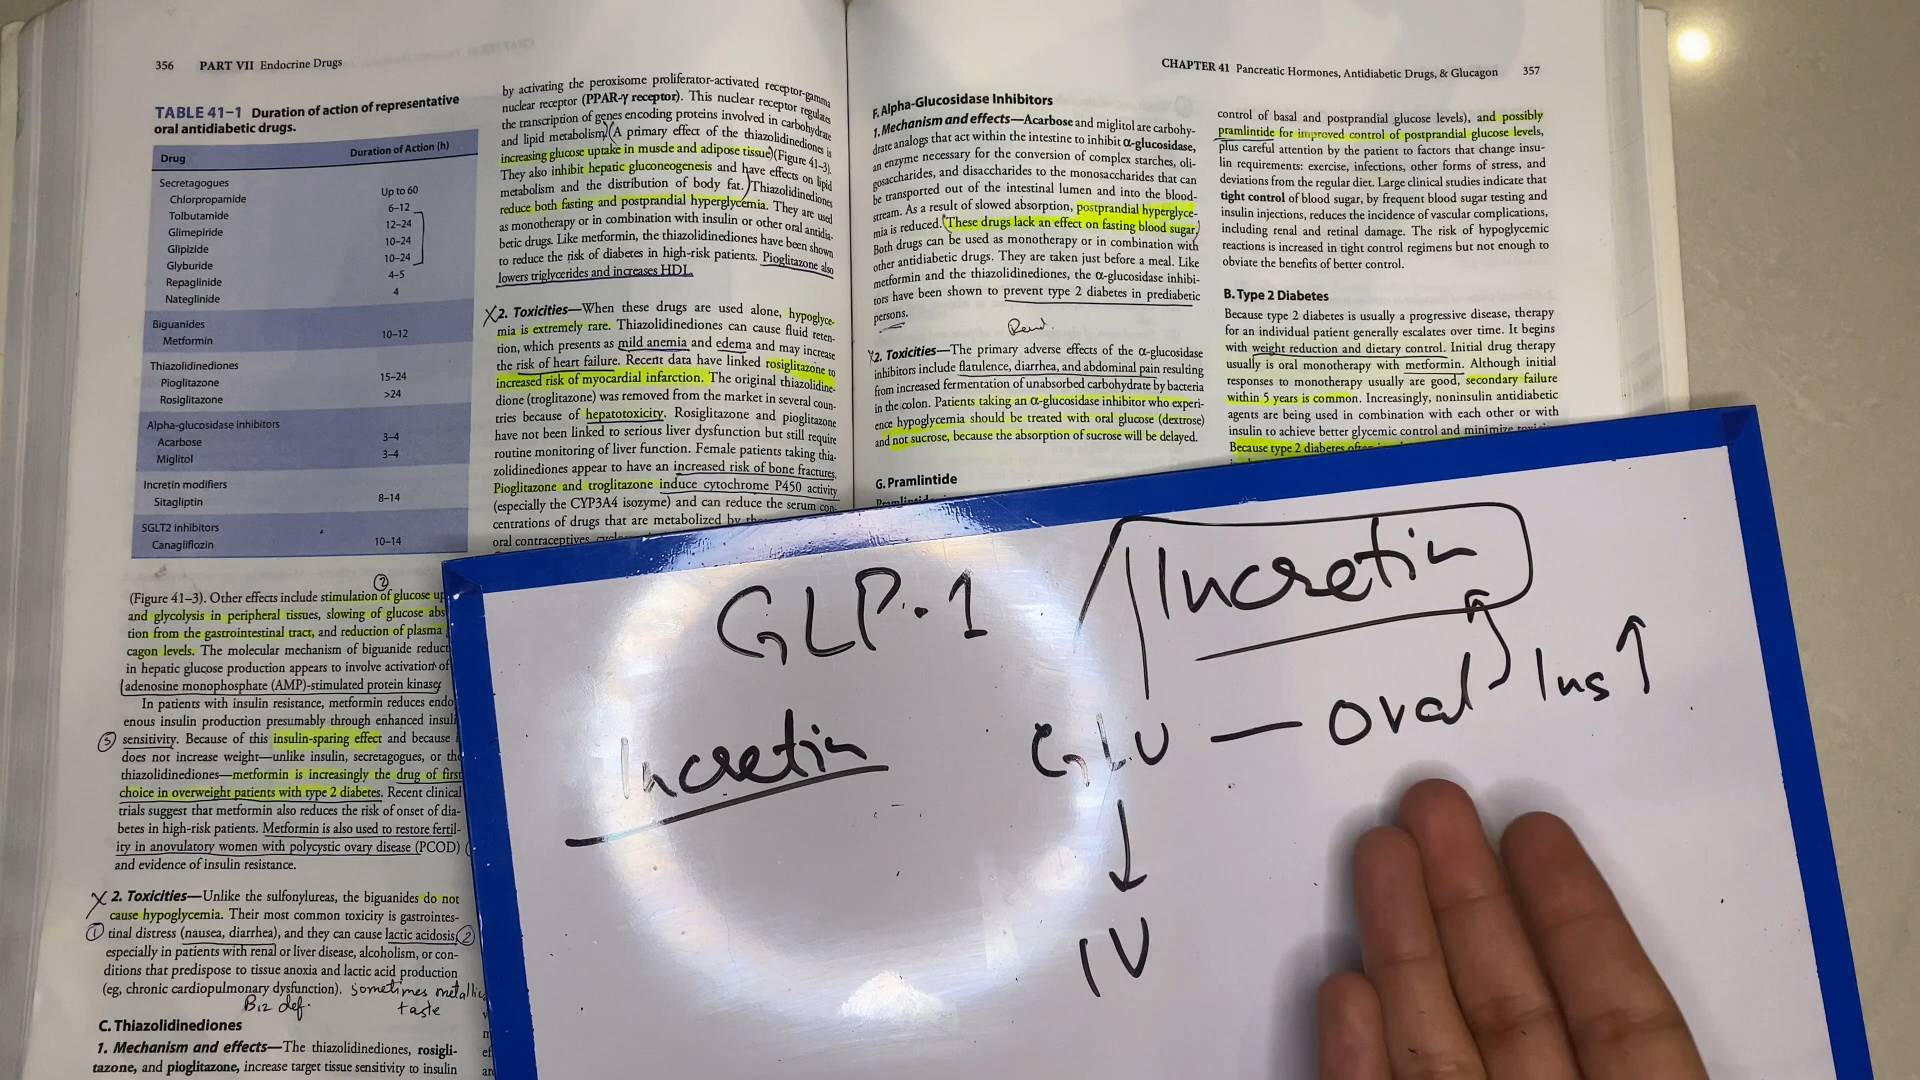 356 PART VII Endocrine Drugs
TABLE 41–1 Duration of action of representative
oral antidiabetic drugs.
Drug Duration of Action (h)
Secretagogues
Chlorpropamide Up to 60
Tolbutamide 6–12
Glimepiride 12–24
Glipizide 10–24
Glyburide 10–24
Repaglinide 4–5
Nateglinide 4
Biguanides
Metformin 10–12
Thiazolidinediones
Pioglitazone 15–24
Rosiglitazone >24
Alpha-glucosidase inhibitors
Acarbose 3–4
Miglitol 3–4
Incretin modifiers
Sitagliptin 8–14
SGLT2 inhibitors
Canagliflozin 10–14
2
(Figure 41–3). Other effects include stimulation of glucose
and glycolysis in peripheral tissues, slowing of glucose
tion from the gastrointestinal tract, and reduction of plasma
cagon levels. The molecular mechanism of biguanide
in hepatic glucose production appears to involve activation of
adenosine monophosphate (AMP)-stimulated protein kinase
In patients with insulin resistance, metformin reduces
enous insulin production presumably through enhanced
3 sensitivity. Because of this insulin-sparing effect and because
does not increase weight—unlike insulin, secretagogues, or
thiazolidinediones—metformin is increasingly the drug of first
choice in overweight patients with type 2 diabetes. Recent clinical
trials suggest that metformin also reduces the risk of onset of dia-
betes in high-risk patients. Metformin is also used to restore fertil-
ity in anovulatory women with polycystic ovary disease (PCOD)
and evidence of insulin resistance.
X 2. Toxicities—Unlike the sulfonylureas, the biguanides do not
cause hypoglycemia. Their most common toxicity is gastrointes-
1 tinal distress (nausea, diarrhea), and they can cause lactic acidosis, 2
especially in patients with renal or liver disease, alcoholism, or con-
ditions that predispose to tissue anoxia and lactic acid production
(eg, chronic cardiopulmonary dysfunction). sometimes metallic
B12 def. taste
C. Thiazolidinediones
1. Mechanism and effects—The thiazolidinediones, rosigli-
tazone, and pioglitazone, increase target tissue sensitivity to insulin
by activating the peroxisome proliferator-activated receptor-gamma
nuclear receptor (PPAR-γ receptor). This nuclear receptor regulates
the transcription of genes encoding proteins involved in carbohydrate
and lipid metabolism. (A primary effect of the thiazolidinediones is
increasing glucose uptake in muscle and adipose tissue) (Figure 41–3).
They also inhibit hepatic gluconeogenesis and have effects on lipid
metabolism and the distribution of body fat. Thiazolidinediones
reduce both fasting and postprandial hyperglycemia. They are used
as monotherapy or in combination with insulin or other oral antidia-
betic drugs. Like metformin, the thiazolidinediones have been shown
to reduce the risk of diabetes in high-risk patients. Pioglitazone also
lowers triglycerides and increases HDL.
X 2. Toxicities—When these drugs are used alone, hypoglyce-
mia is extremely rare. Thiazolidinediones can cause fluid reten-
tion, which presents as mild anemia and edema and may increase
the risk of heart failure. Recent data have linked rosiglitazone to
increased risk of myocardial infarction. The original thiazolidine-
dione (troglitazone) was removed from the market in several coun-
tries because of hepatotoxicity. Rosiglitazone and pioglitazone
have not been linked to serious liver dysfunction but still require
routine monitoring of liver function. Female patients taking thia-
zolidinediones appear to have an increased risk of bone fractures.
Pioglitazone and troglitazone induce cytochrome P450 activity
(especially the CYP3A4 isozyme) and can reduce the serum con-
centrations of drugs that are metabolized by
oral contraceptives,
CHAPTER 41 Pancreatic Hormones, Antidiabetic Drugs, & Glucagon 357
F. Alpha-Glucosidase Inhibitors
1. Mechanism and effects—Acarbose and miglitol are carbohy-
drate analogs that act within the intestine to inhibit α-glucosidase,
an enzyme necessary for the conversion of complex starches, oli-
gosaccharides, and disaccharides to the monosaccharides that can
be transported out of the intestinal lumen and into the blood-
stream. As a result of slowed absorption, postprandial hyperglyce-
mia is reduced. These drugs lack an effect on fasting blood sugar.
Both drugs can be used as monotherapy or in combination with
other antidiabetic drugs. They are taken just before a meal. Like
metformin and the thiazolidinediones, the α-glucosidase inhibi-
tors have been shown to prevent type 2 diabetes in prediabetic
persons.
Read.
2. Toxicities—The primary adverse effects of the α-glucosidase
inhibitors include flatulence, diarrhea, and abdominal pain resulting
from increased fermentation of unabsorbed carbohydrate by bacteria
in the colon. Patients taking an α-glucosidase inhibitor who experi-
ence hypoglycemia should be treated with oral glucose (dextrose)
and not sucrose, because the absorption of sucrose will be delayed.
G. Pramlintide
control of basal and postprandial glucose levels), and possibly
pramlintide for improved control of postprandial glucose levels,
plus careful attention by the patient to factors that change insu-
lin requirements: exercise, infections, other forms of stress, and
deviations from the regular diet. Large clinical studies indicate that
tight control of blood sugar, by frequent blood sugar testing and
insulin injections, reduces the incidence of vascular complications,
including renal and retinal damage. The risk of hypoglycemic
reactions is increased in tight control regimens but not enough to
obviate the benefits of better control.
B. Type 2 Diabetes
Because type 2 diabetes is usually a progressive disease, therapy
for an individual patient generally escalates over time. It begins
with weight reduction and dietary control. Initial drug therapy
usually is oral monotherapy with metformin. Although initial
responses to monotherapy usually are good, secondary failure
within 5 years is common. Increasingly, noninsulin antidiabetic
agents are being used in combination with each other or with
insulin to achieve better glycemic control and minimize
Because type 2 diabetes
GLP-1 Incretin
Incretin GLU — oral Ins ↑
↓
IV